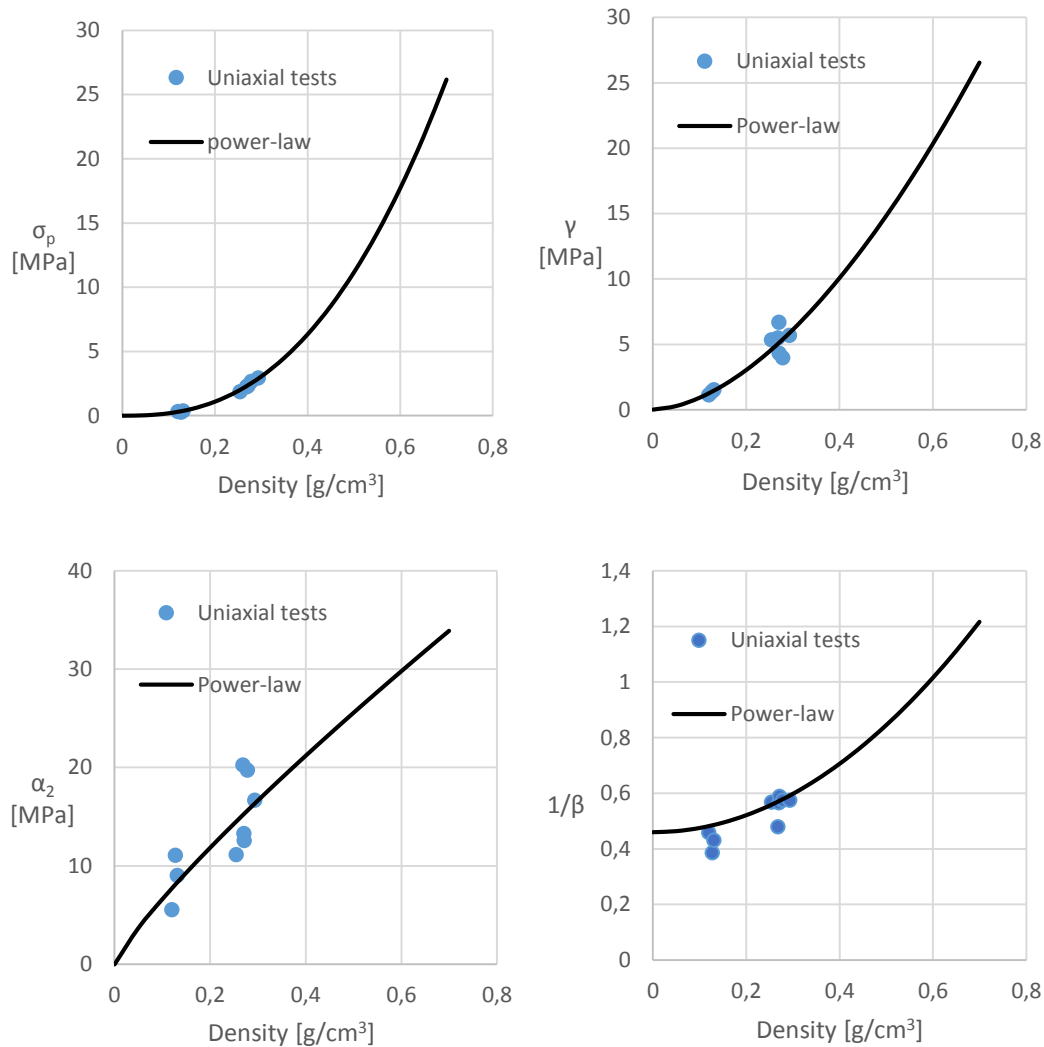 30
25
20
15
10
5
0
σp
[MPa]
Uniaxial tests
power-law
0 0,2 0,4 0,6 0,8
Density [g/cm³]
30
25
20
15
10
5
0
γ
[MPa]
Uniaxial tests
Power-law
0 0,2 0,4 0,6 0,8
Density [g/cm³]
40
30
20
10
0
α₂
[MPa]
Uniaxial tests
Power-law
0 0,2 0,4 0,6 0,8
Density [g/cm³]
1,4
1,2
1
0,8
0,6
0,4
0,2
0
1/β
Uniaxial tests
Power-law
0 0,2 0,4 0,6 0,8
Density [g/cm³]